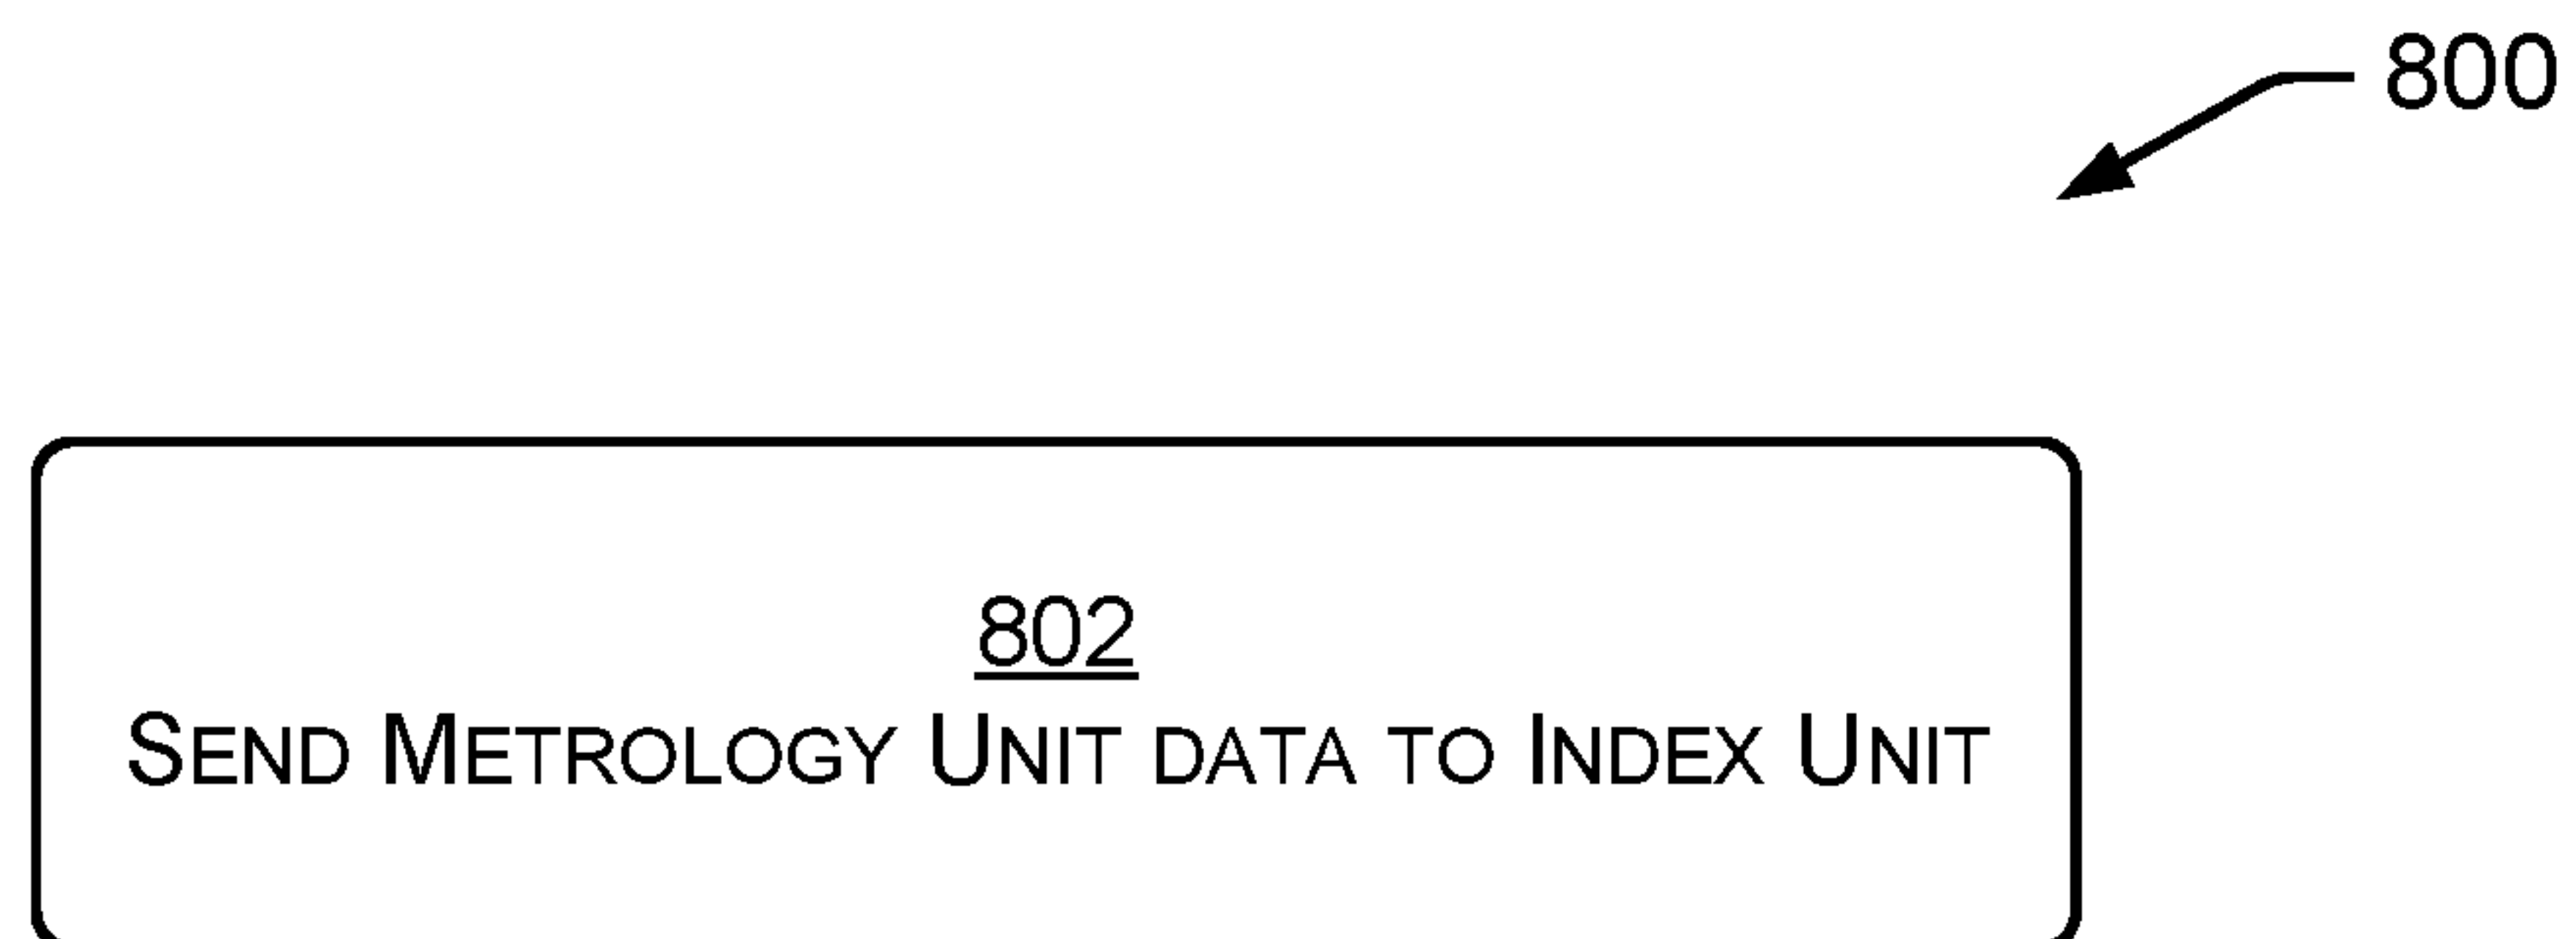 800
802
SEND METROLOGY UNIT DATA TO INDEX UNIT